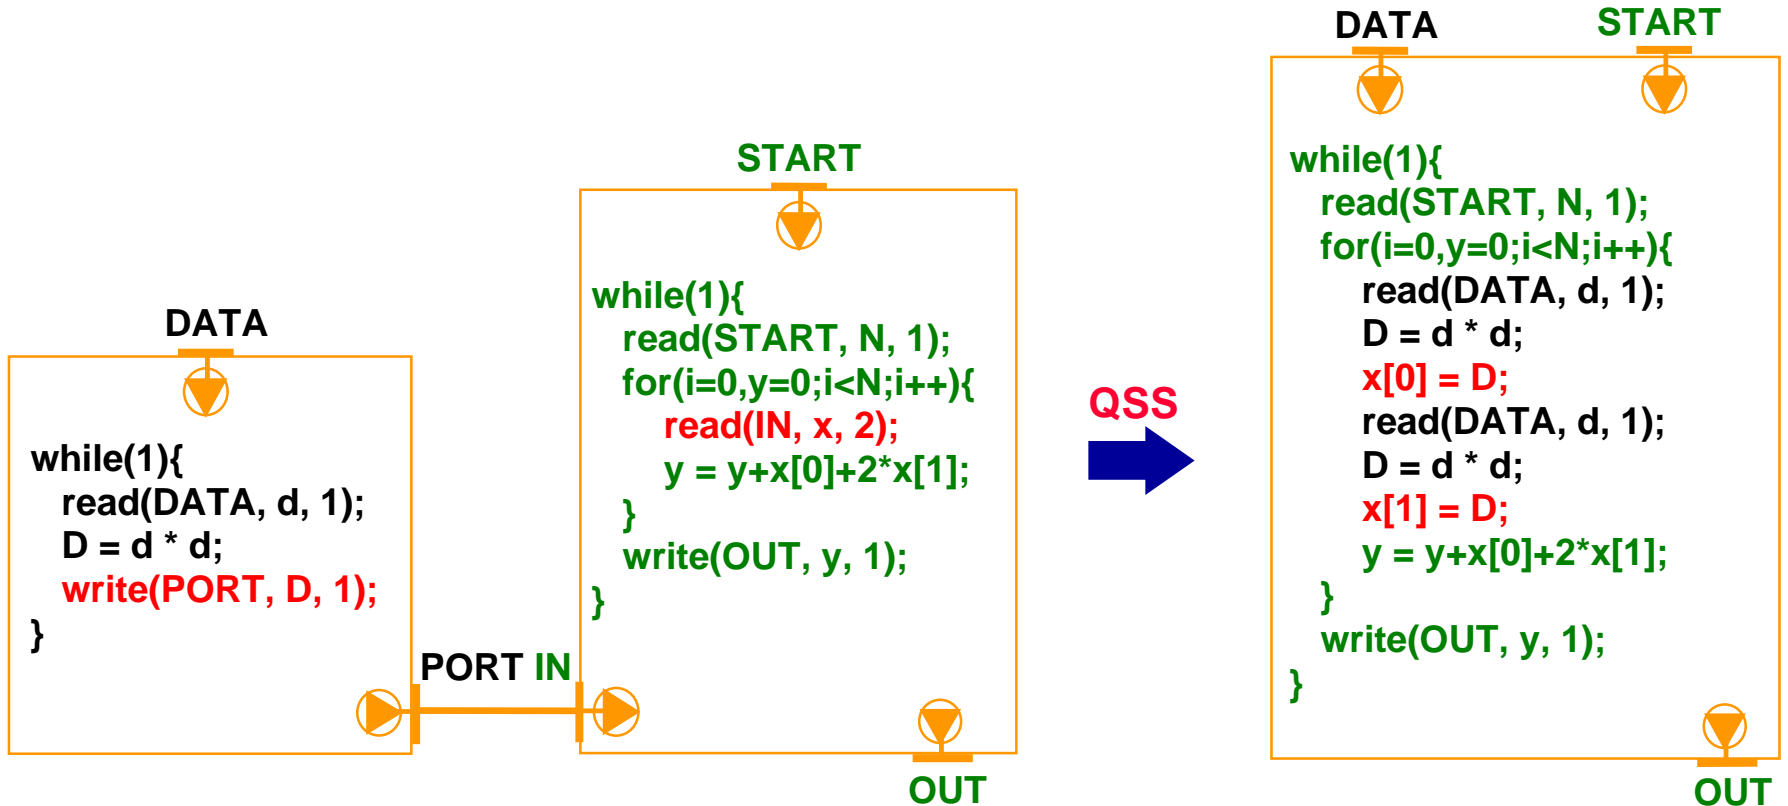 DATA
while(1){
read(DATA, d, 1);
D = d * d;
write(PORT, D, 1);
}
PORT IN
START
while(1){
read(START, N, 1);
for(i=0,y=0;i<N;i++){
read(IN, x, 2);
y = y+x[0]+2*x[1];
}
write(OUT, y, 1);
}
OUT
QSS
DATA
START
while(1){
read(START, N, 1);
for(i=0,y=0;i<N;i++){
read(DATA, d, 1);
D = d * d;
x[0] = D;
read(DATA, d, 1);
D = d * d;
x[1] = D;
y = y+x[0]+2*x[1];
}
write(OUT, y, 1);
}
OUT